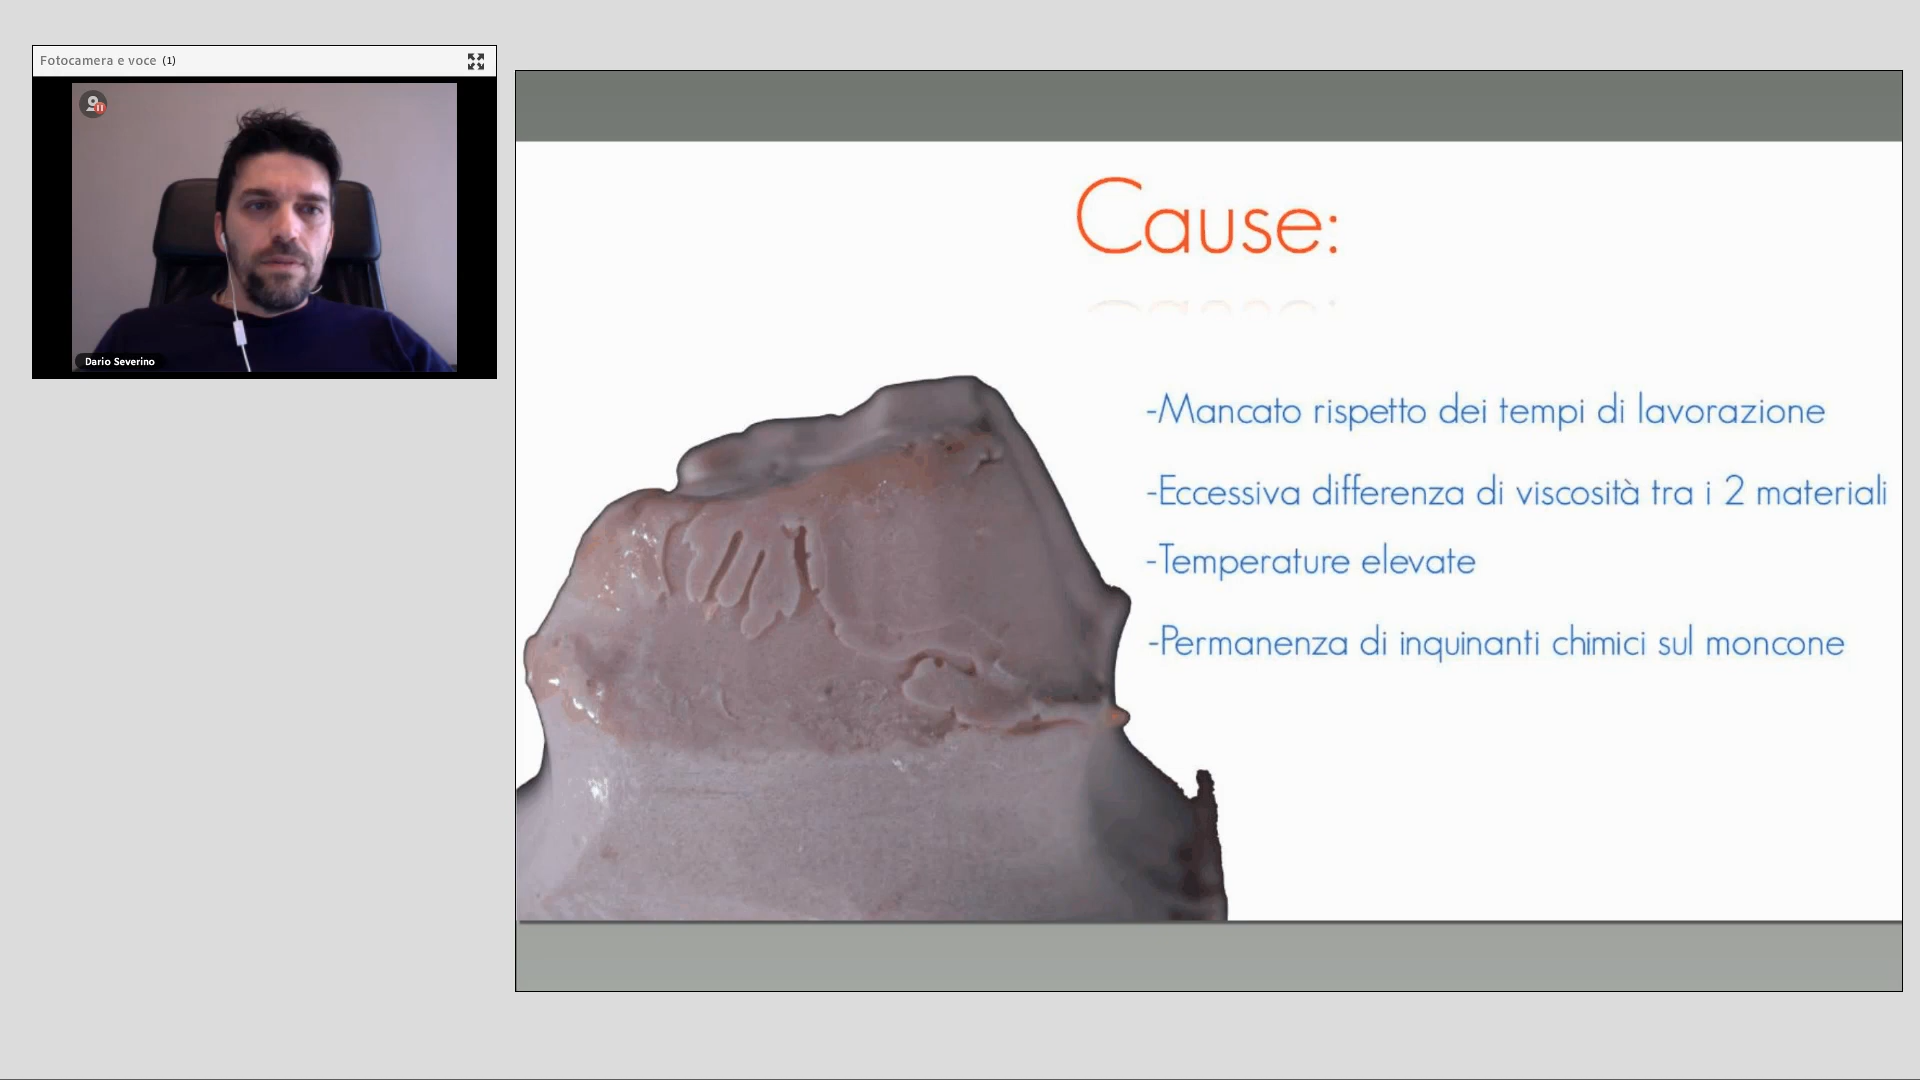 Fotocamera e voce (1)
Dario Severino
Cause:
-Mancato rispetto dei tempi di lavorazione
-Eccessiva differenza di viscosità tra i 2 materiali
-Temperature elevate
-Permanenza di inquinanti chimici sul moncone